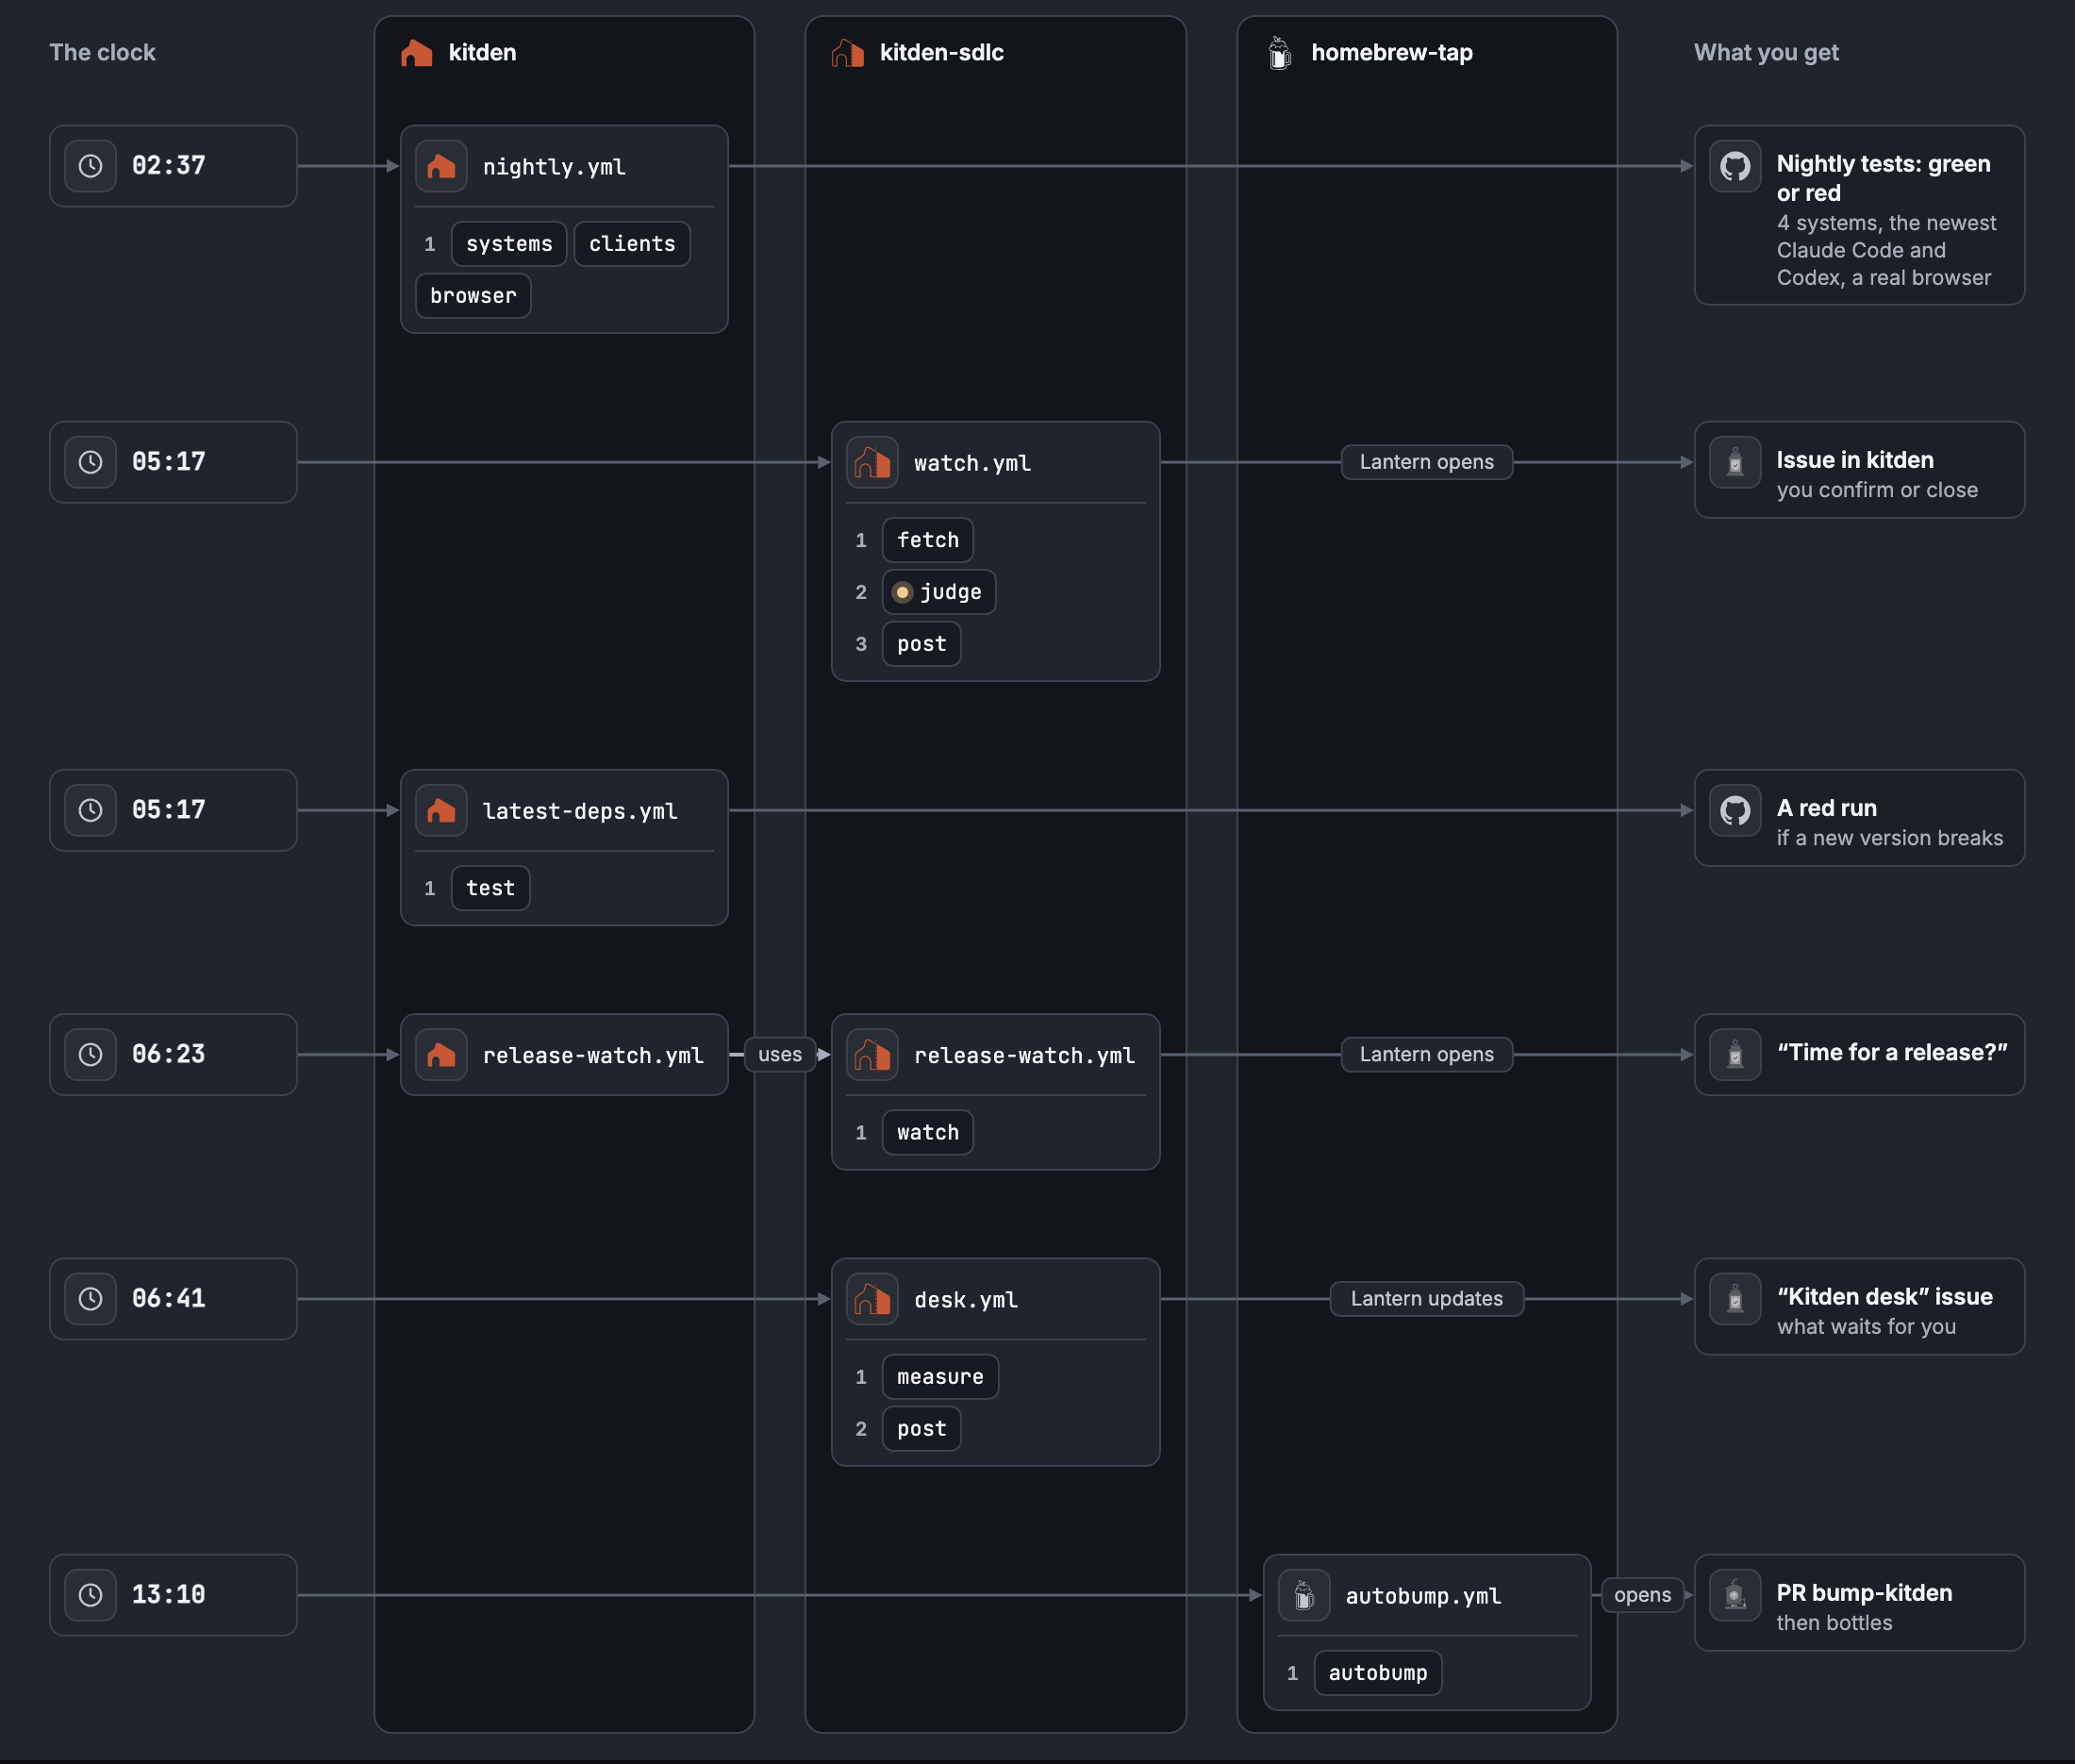 The clock
kitden
kitden-sdlc
homebrew-tap
What you get
02:37
nightly.yml
1 systems clients
browser
Nightly tests: green
or red
4 systems, the newest
Claude Code and
Codex, a real browser
05:17
watch.yml
1 fetch
2 judge
3 post
Lantern opens
Issue in kitden
you confirm or close
05:17
latest-deps.yml
1 test
A red run
if a new version breaks
06:23
release-watch.yml
uses
release-watch.yml
1 watch
Lantern opens
“Time for a release?”
06:41
desk.yml
1 measure
2 post
Lantern updates
“Kitden desk” issue
what waits for you
13:10
autobump.yml
1 autobump
opens
PR bump-kitden
then bottles